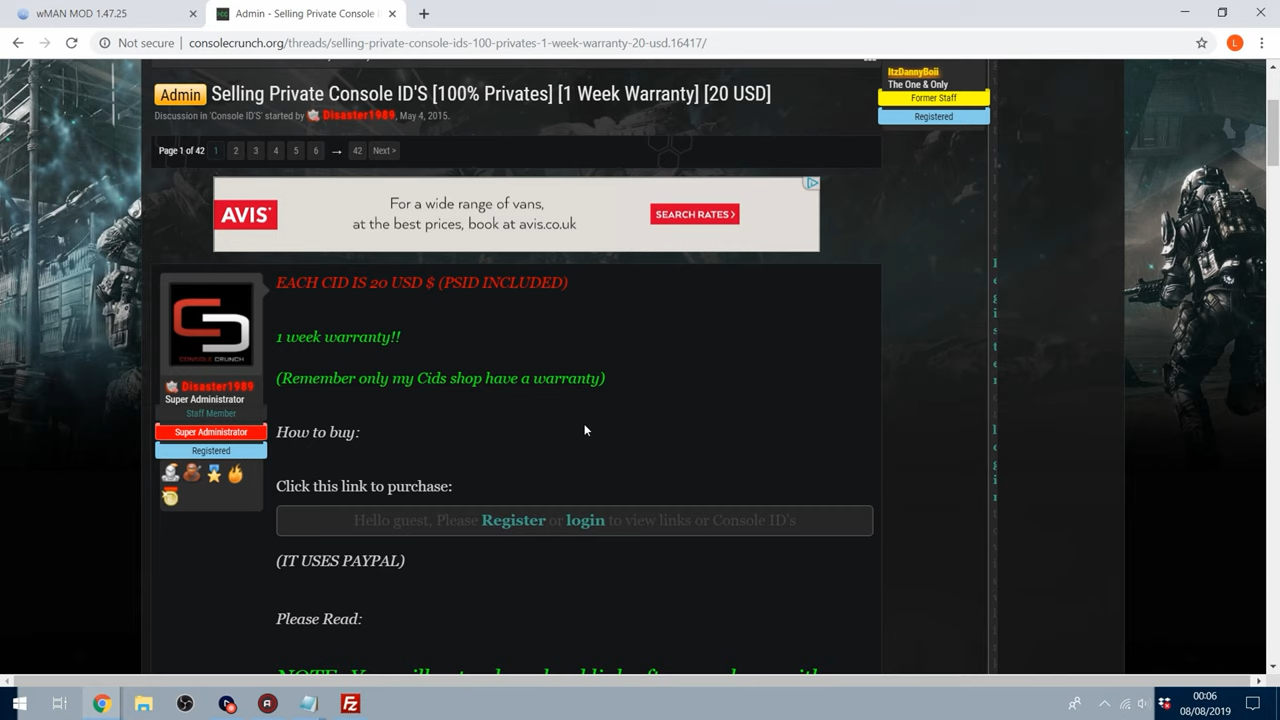 wMAN MOD 1.47.25
Admin - Selling Private Console I
Not secure | consolecrunch.org/threads/selling-private-console-ids-100-privates-1-week-warranty-20-usd.16417/
ItzDannyBoii
The One & Only
Former Staff
Registered
Admin Selling Private Console ID'S [100% Privates] [1 Week Warranty] [20 USD]
Discussion in 'Console ID'S' started by Disaster1989, May 4, 2015.
Page 1 of 42 1 2 3 4 5 6 → 42 Next >
AVIS
For a wide range of vans,
at the best prices, book at avis.co.uk
SEARCH RATES >
CONSOLE CRUNCH
Disaster1989
Super Administrator
Staff Member
Super Administrator
Registered
EACH CID IS 20 USD $ (PSID INCLUDED)
1 week warranty!!
(Remember only my Cids shop have a warranty)
How to buy:
Click this link to purchase:
Hello guest, Please Register or login to view links or Console ID's
(IT USES PAYPAL)
Please Read:
00:06
08/08/2019